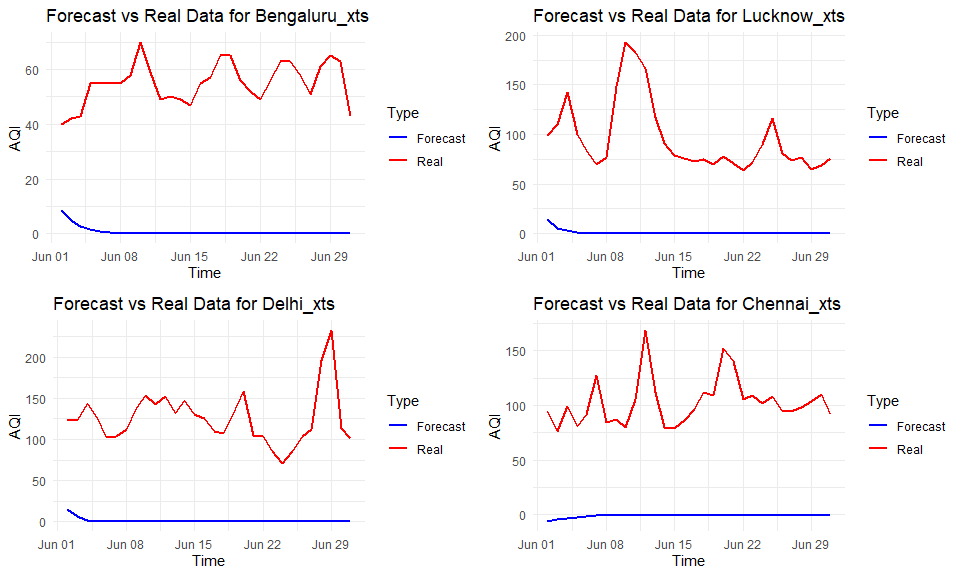 Forecast vs Real Data for Bengaluru_xts
AQI
60
40
20
0
Jun 01 Jun 08 Jun 15 Jun 22 Jun 29
Time
Type
Forecast
Real
Forecast vs Real Data for Lucknow_xts
AQI
200
150
100
50
0
Jun 01 Jun 08 Jun 15 Jun 22 Jun 29
Time
Type
Forecast
Real
Forecast vs Real Data for Delhi_xts
AQI
200
150
100
50
0
Jun 01 Jun 08 Jun 15 Jun 22 Jun 29
Time
Type
Forecast
Real
Forecast vs Real Data for Chennai_xts
AQI
150
100
50
0
Jun 01 Jun 08 Jun 15 Jun 22 Jun 29
Time
Type
Forecast
Real